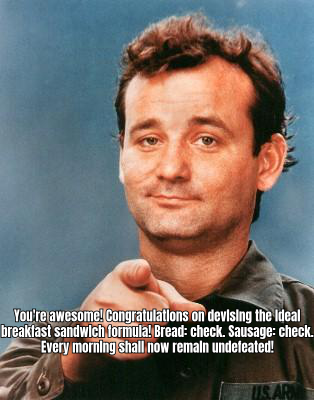 You're awesome! Congratulations on devising the ideal
breakfast sandwich formula! Bread: check. Sausage: check.
Every morning shall now remain undefeated!
U.S. ARM